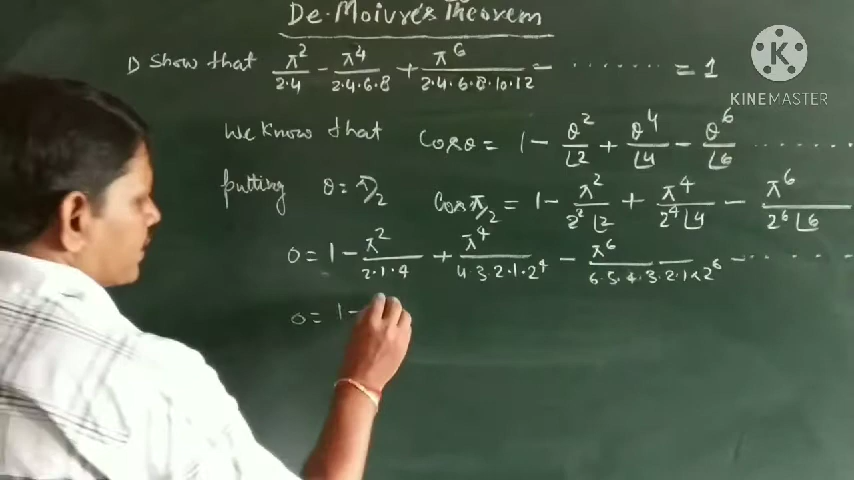 De-Moivre's Theorem
1) Show that π²/2·4 - π⁴/2·4·6·8 + π⁶/2·4·6·8·10·12 - ········ = 1
K
KINEMASTER
We know that cosθ = 1 - θ²/∟2 + θ⁴/∟4 - θ⁶/∟6 ········
putting θ = π/2 cos π/2 = 1 - π²/2²∟2 + π⁴/2⁴∟4 - π⁶/2⁶∟6
0 = 1 - π²/2·1·4 + π⁴/4·3·2·1·2⁴ - π⁶/6·5·4·3·2·1×2⁶ - ········
0 = 1 -